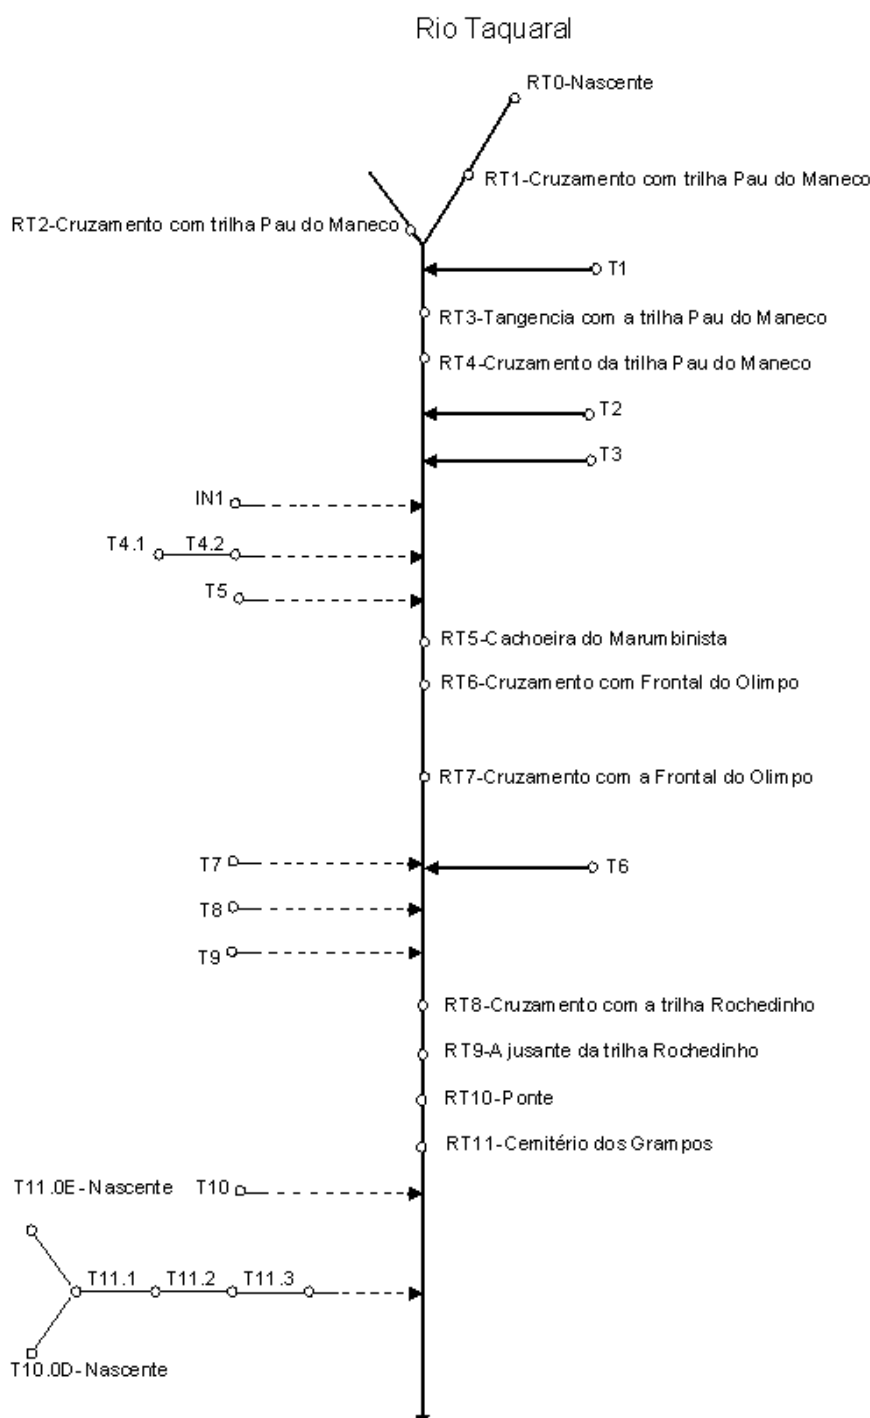 Rio Taquaral
RT0-Nascente
RT1-Cruzamento com trilha Pau do Maneco
RT2-Cruzamento com trilha Pau do Maneco
T1
RT3-Tangencia com a trilha Pau do Maneco
RT4-Cruzamento da trilha Pau do Maneco
T2
T3
IN1
T4.1 T4.2
T5
RT5-Cachoeira do Marumbinista
RT6-Cruzamento com Frontal do Olimpo
RT7-Cruzamento com a Frontal do Olimpo
T7
T6
T8
T9
RT8-Cruzamento com a trilha Rochedinho
RT9-A jusante da trilha Rochedinho
RT10-Ponte
RT11-Cemitério dos Grampos
T11.0E-Nascente T10
T11.1 T11.2 T11.3
T10.0D-Nascente